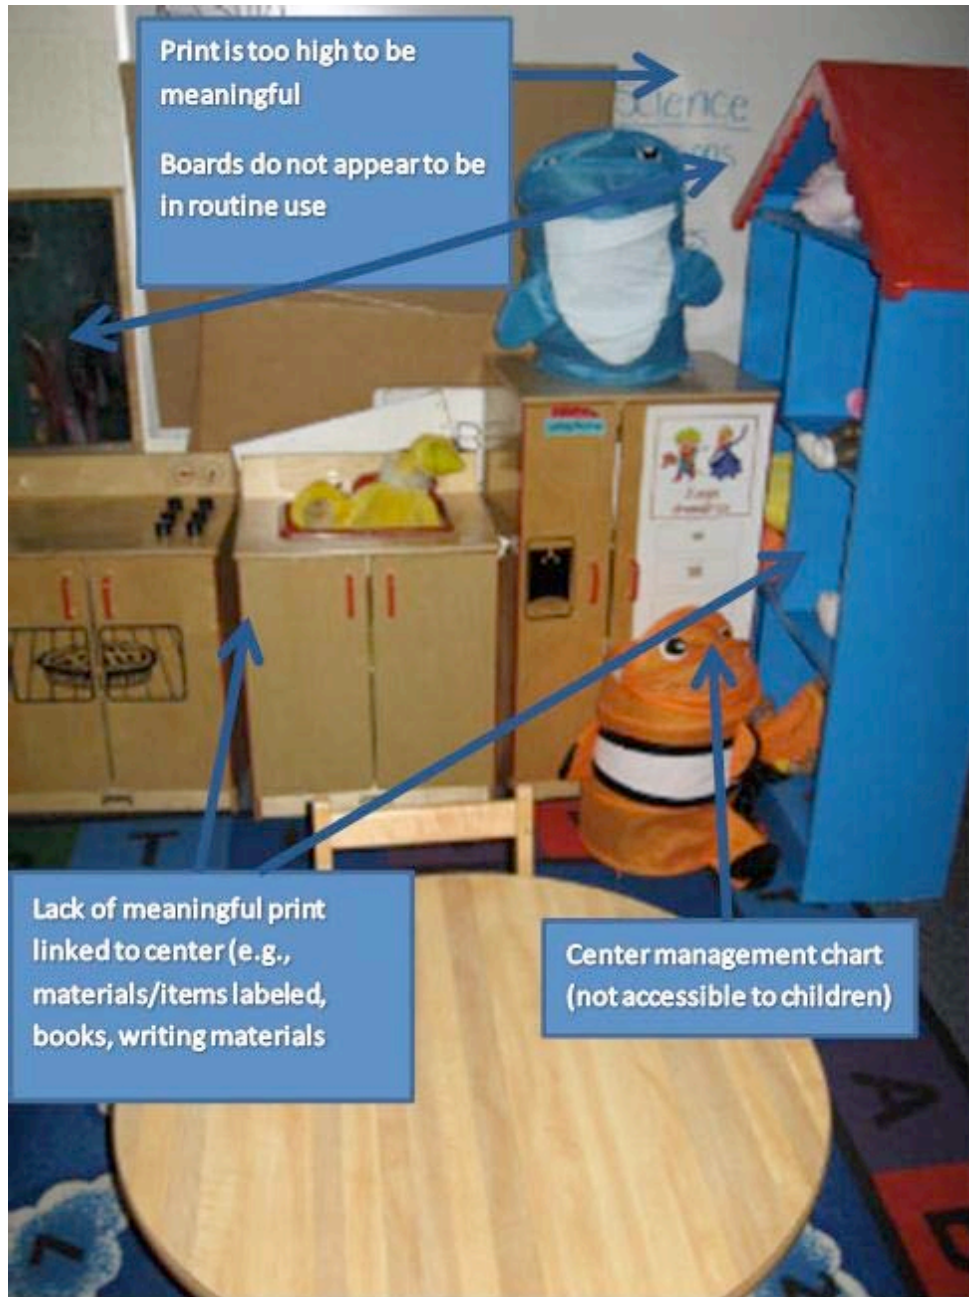 Print is too high to be
meaningful
Boards do not appear to be
in routine use
Science
Lack of meaningful print
linked to center (e.g.,
materials/items labeled,
books, writing materials
Center management chart
(not accessible to children)
T
A